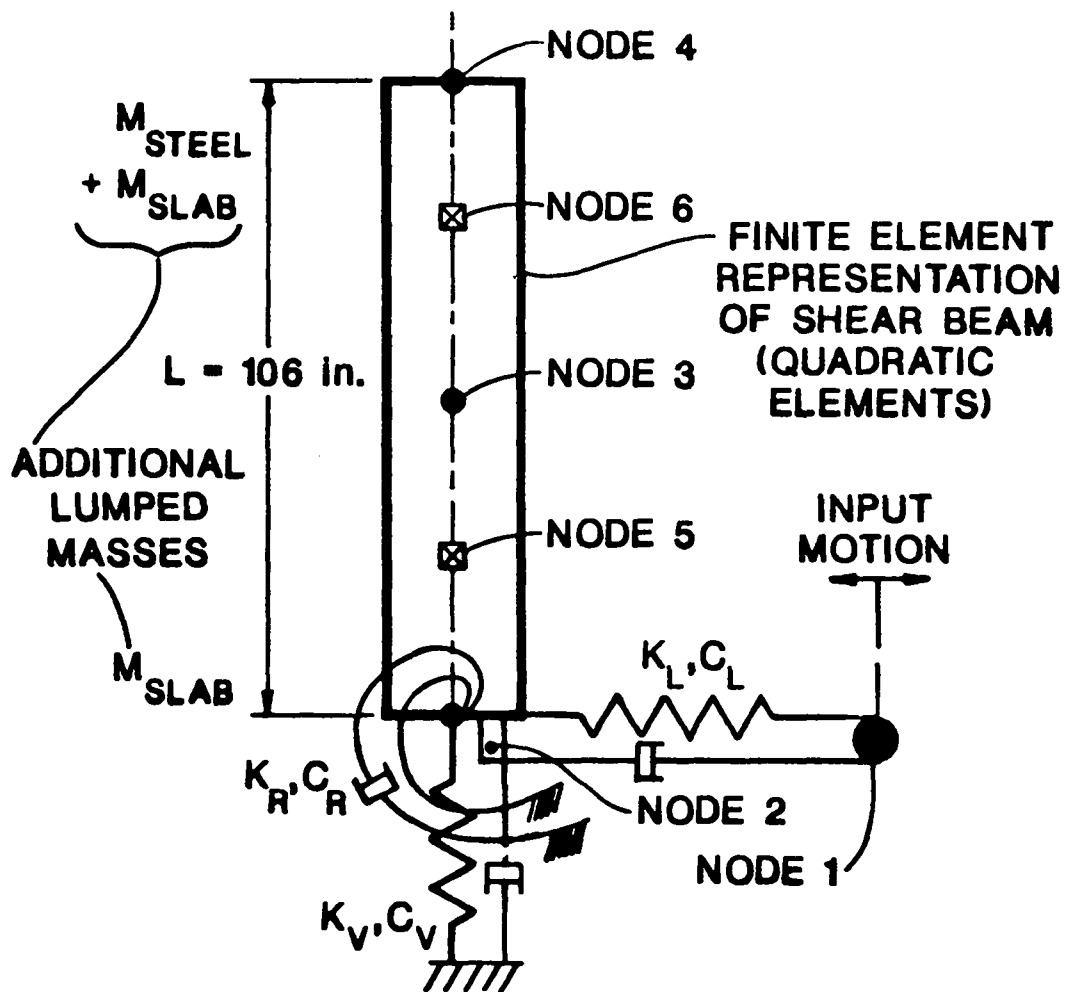 NODE 4
M STEEL
+ M SLAB
NODE 6
FINITE ELEMENT
REPRESENTATION
OF SHEAR BEAM
(QUADRATIC
ELEMENTS)
L = 106 in.
NODE 3
ADDITIONAL
LUMPED
MASSES
INPUT
MOTION
NODE 5
M SLAB
K L, C L
K R, C R
NODE 2
NODE 1
K V, C V